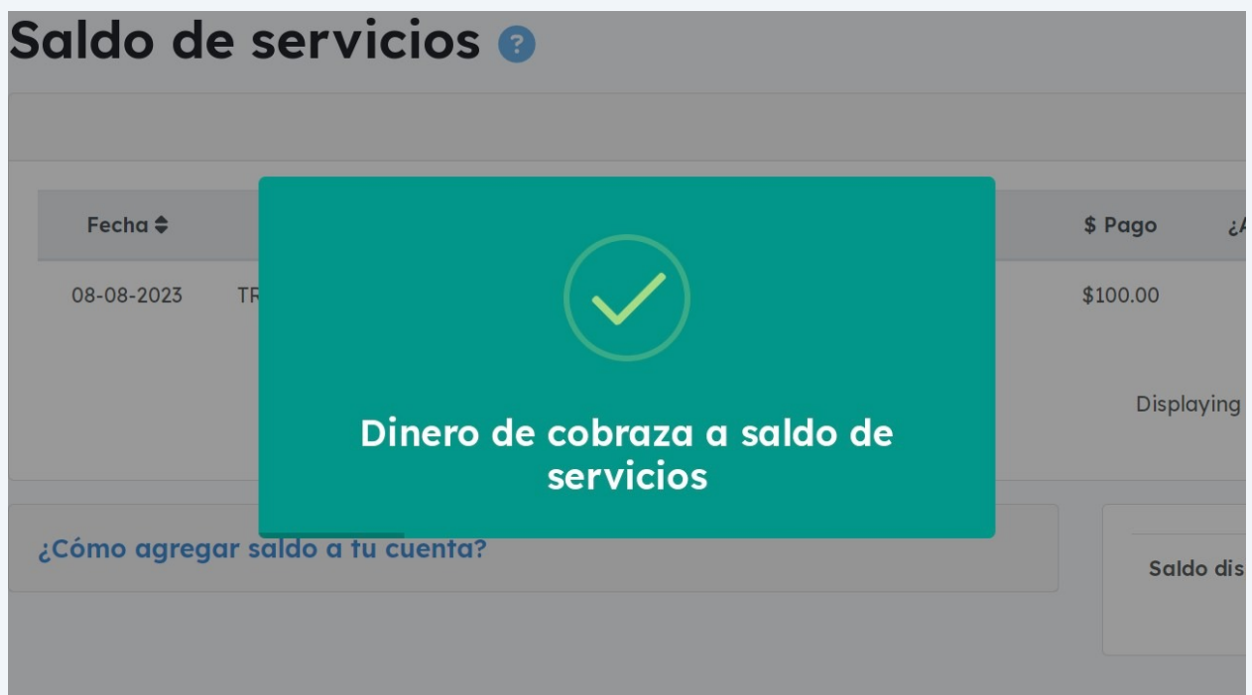 Saldo de servicios ?
Fecha $ Pago
08-08-2023 $100.00
Dinero de cobraza a saldo de
servicios
Displaying
¿Cómo agregar saldo a tu cuenta?
Saldo